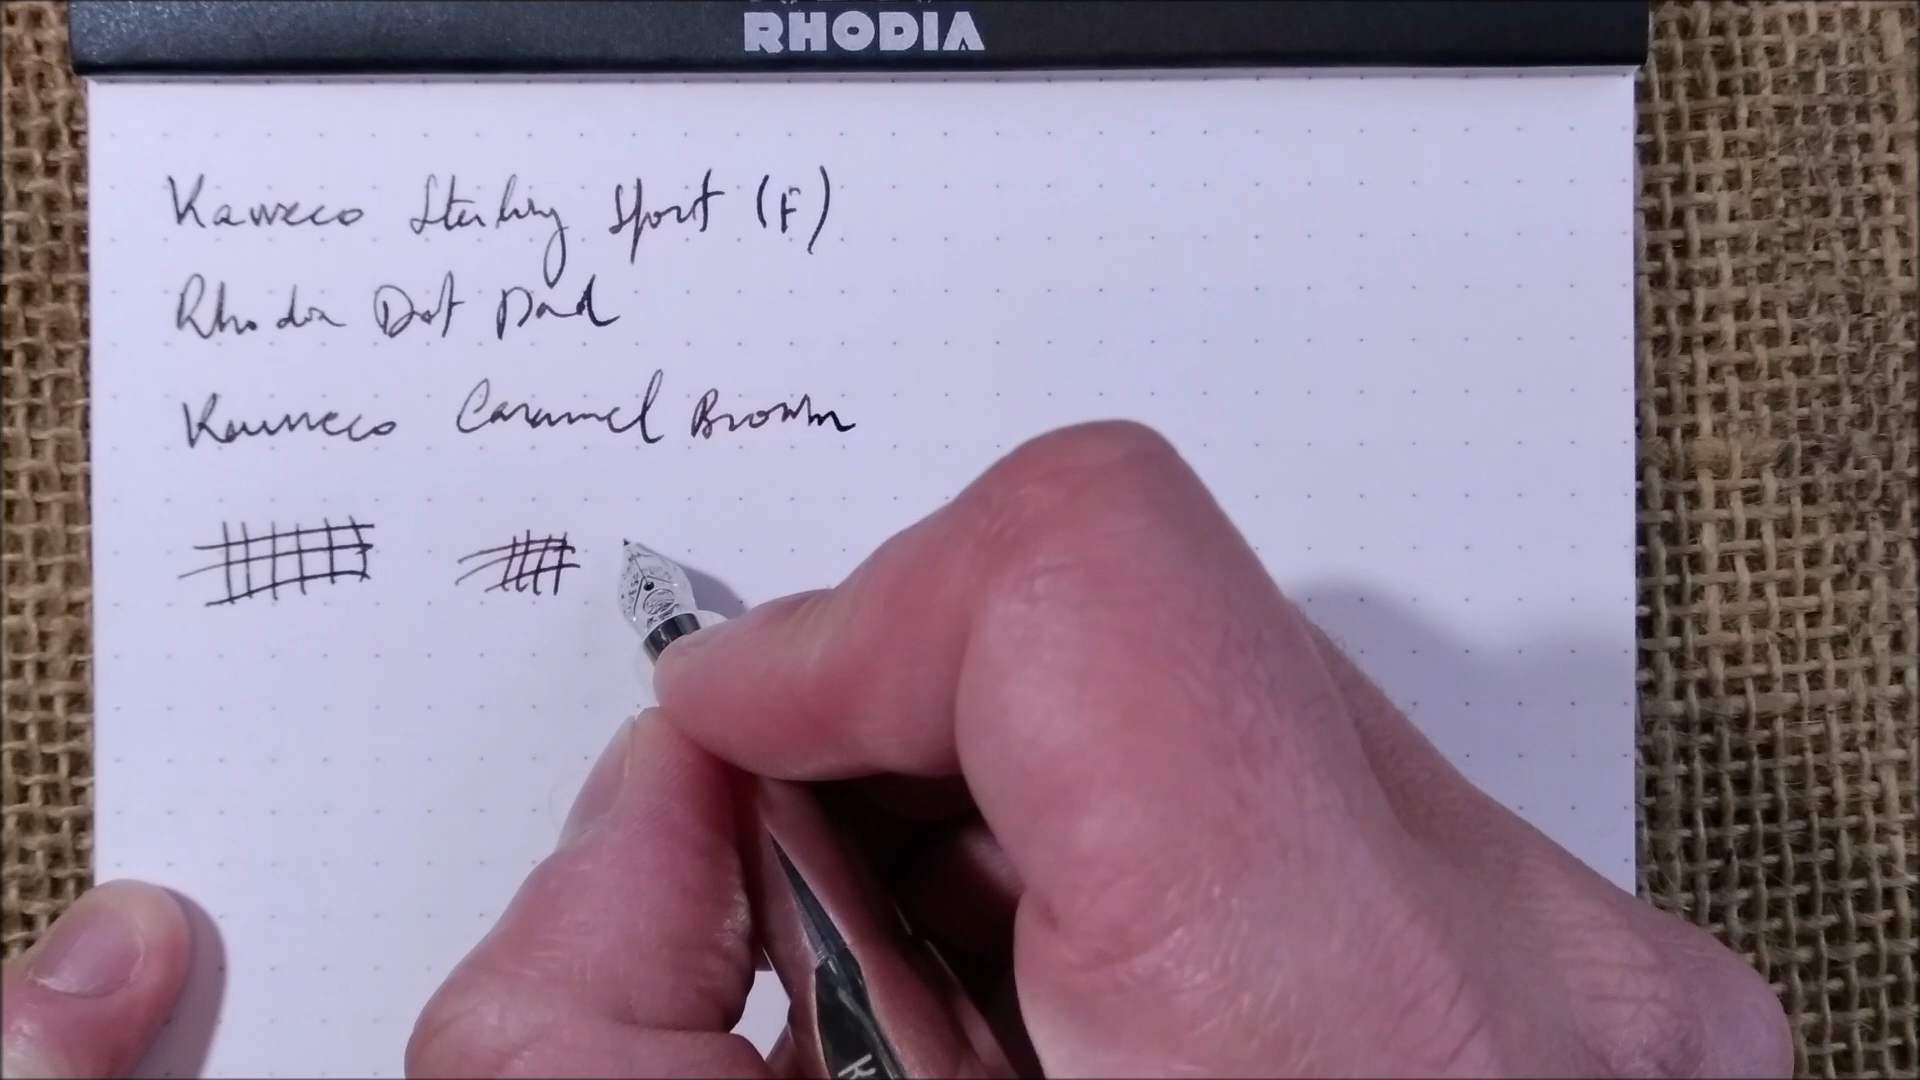 RHODIA
Kaweco Sterling Sport (F)
Rhodia Dot Pad
Kaweco Caramel Brown